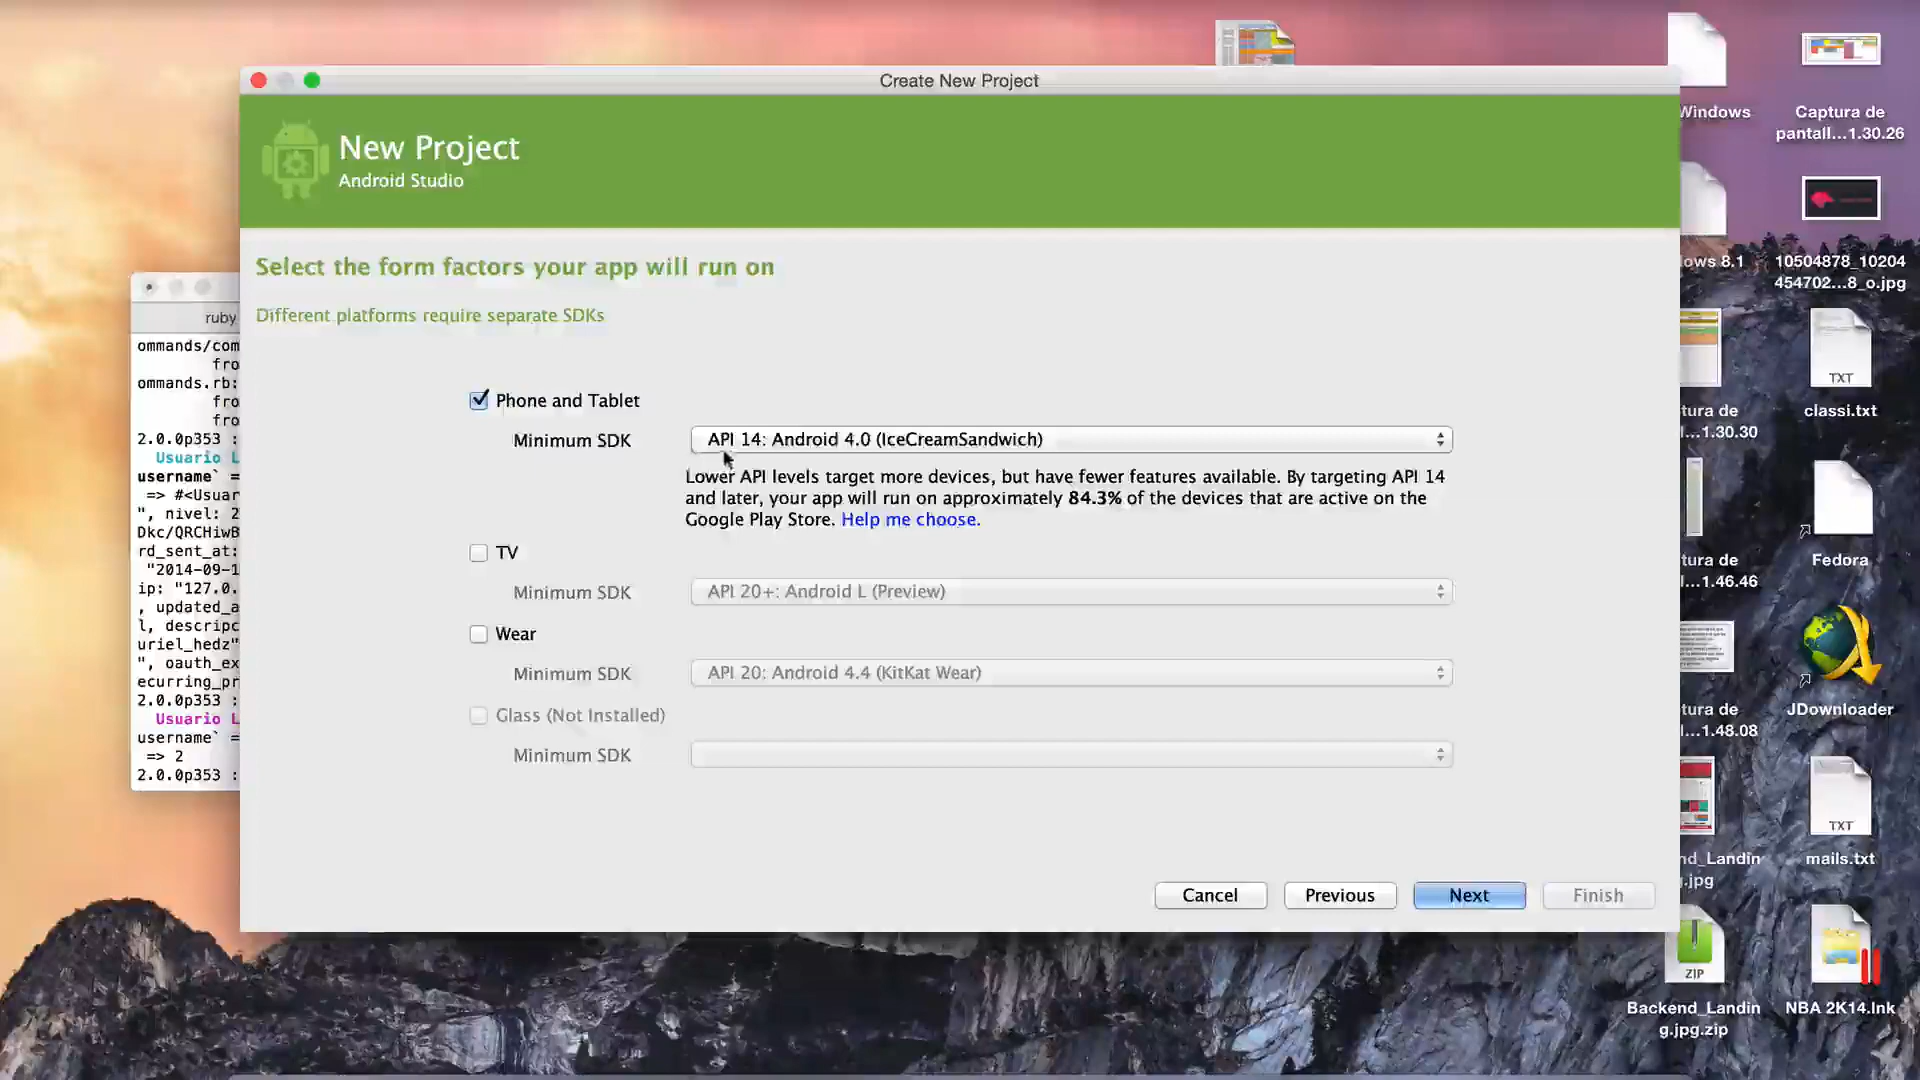 Create New Project
New Project
Android Studio
Select the form factors your app will run on
Different platforms require separate SDKs
Phone and Tablet
Minimum SDK
API 14: Android 4.0 (IceCreamSandwich)
Lower API levels target more devices, but have fewer features available. By targeting API 14
and later, your app will run on approximately 84.3% of the devices that are active on the
Google Play Store. Help me choose.
TV
Minimum SDK
API 20+: Android L (Preview)
Wear
Minimum SDK
API 20: Android 4.4 (KitKat Wear)
Glass (Not Installed)
Minimum SDK
Cancel
Previous
Next
Finish
ruby
ommands/com
fro
ommands.rb:
fro
fro
fro
2.0.0p353 :
Usuario L
username` =
=> #<Usuar
", nivel: 2
Dkc/QRCHiwB
rd_sent_at:
"2014-09-1
ip: "127.0.
, updated_a
l, descripc
uriel_hedz"
", oauth_ex
ecurring_pr
2.0.0p353 :
Usuario L
username` =
=> 2
2.0.0p353 :
Windows
Captura de
pantall...1.30.26
ows 8.1
10504878_10204
454702...8_o.jpg
tura de
l...1.30.30
TXT
classi.txt
tura de
l...1.46.46
Fedora
tura de
l...1.48.08
JDownloader
nd_Landin
g.jpg
TXT
mails.txt
ZIP
Backend_Landin
g.jpg.zip
NBA 2K14.lnk